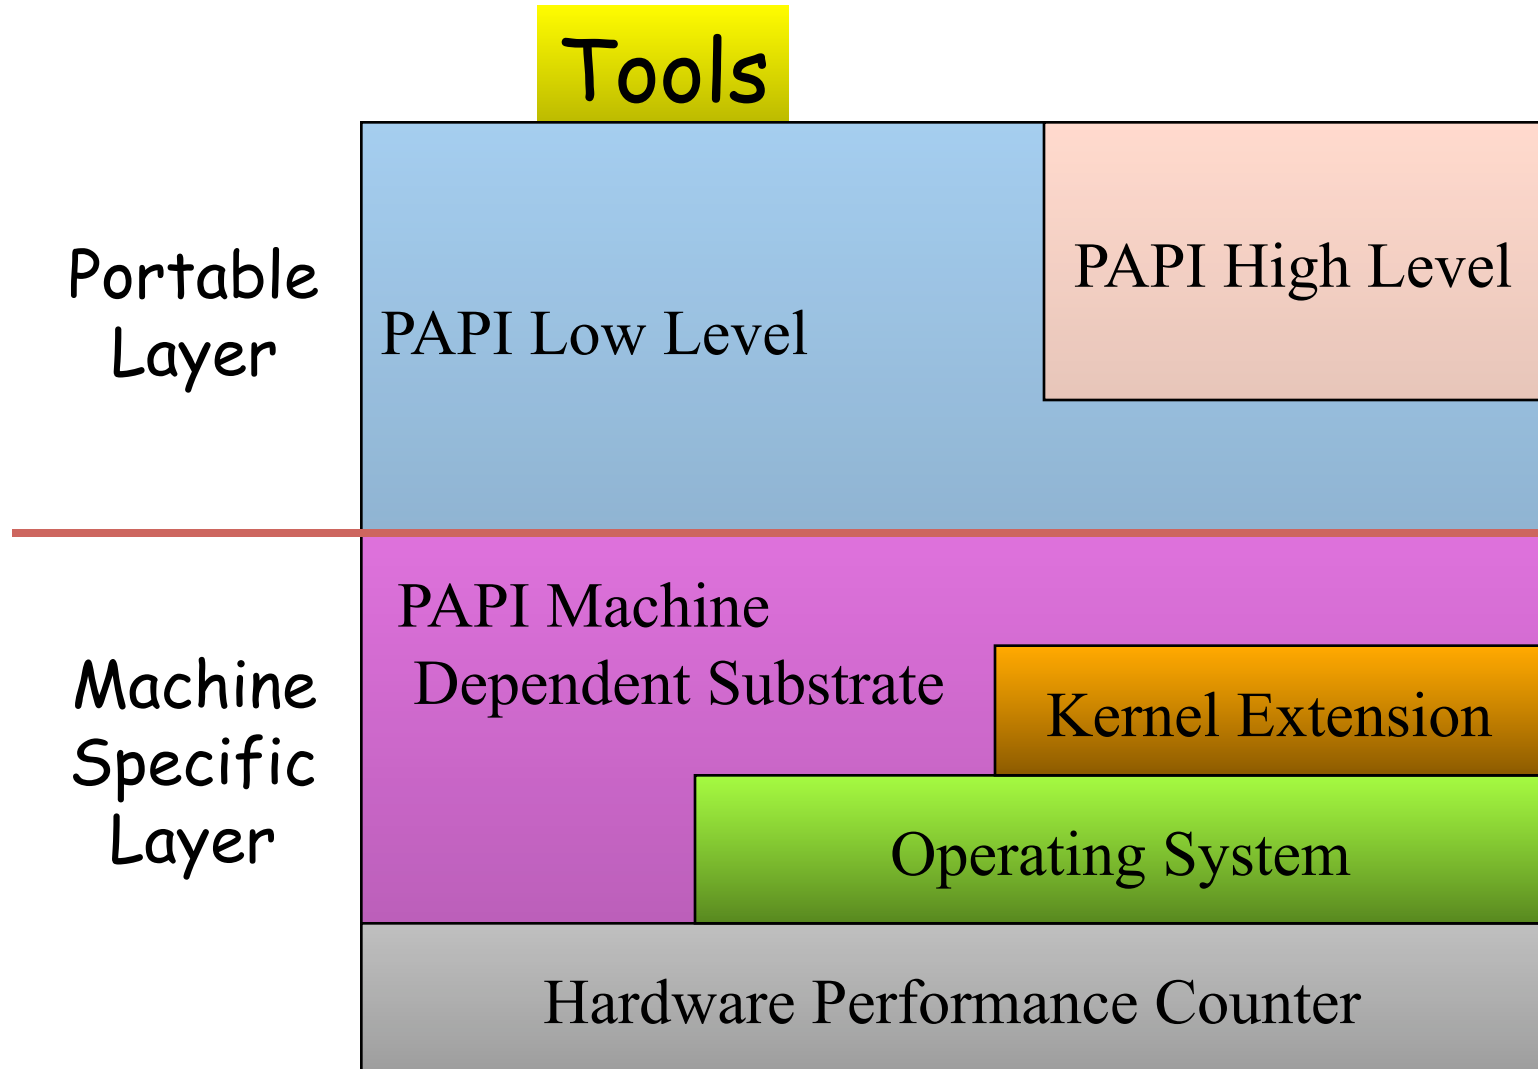 Tools
Portable
Layer
PAPI Low Level
PAPI High Level
Machine
Specific
Layer
PAPI Machine
Dependent Substrate
Kernel Extension
Operating System
Hardware Performance Counter